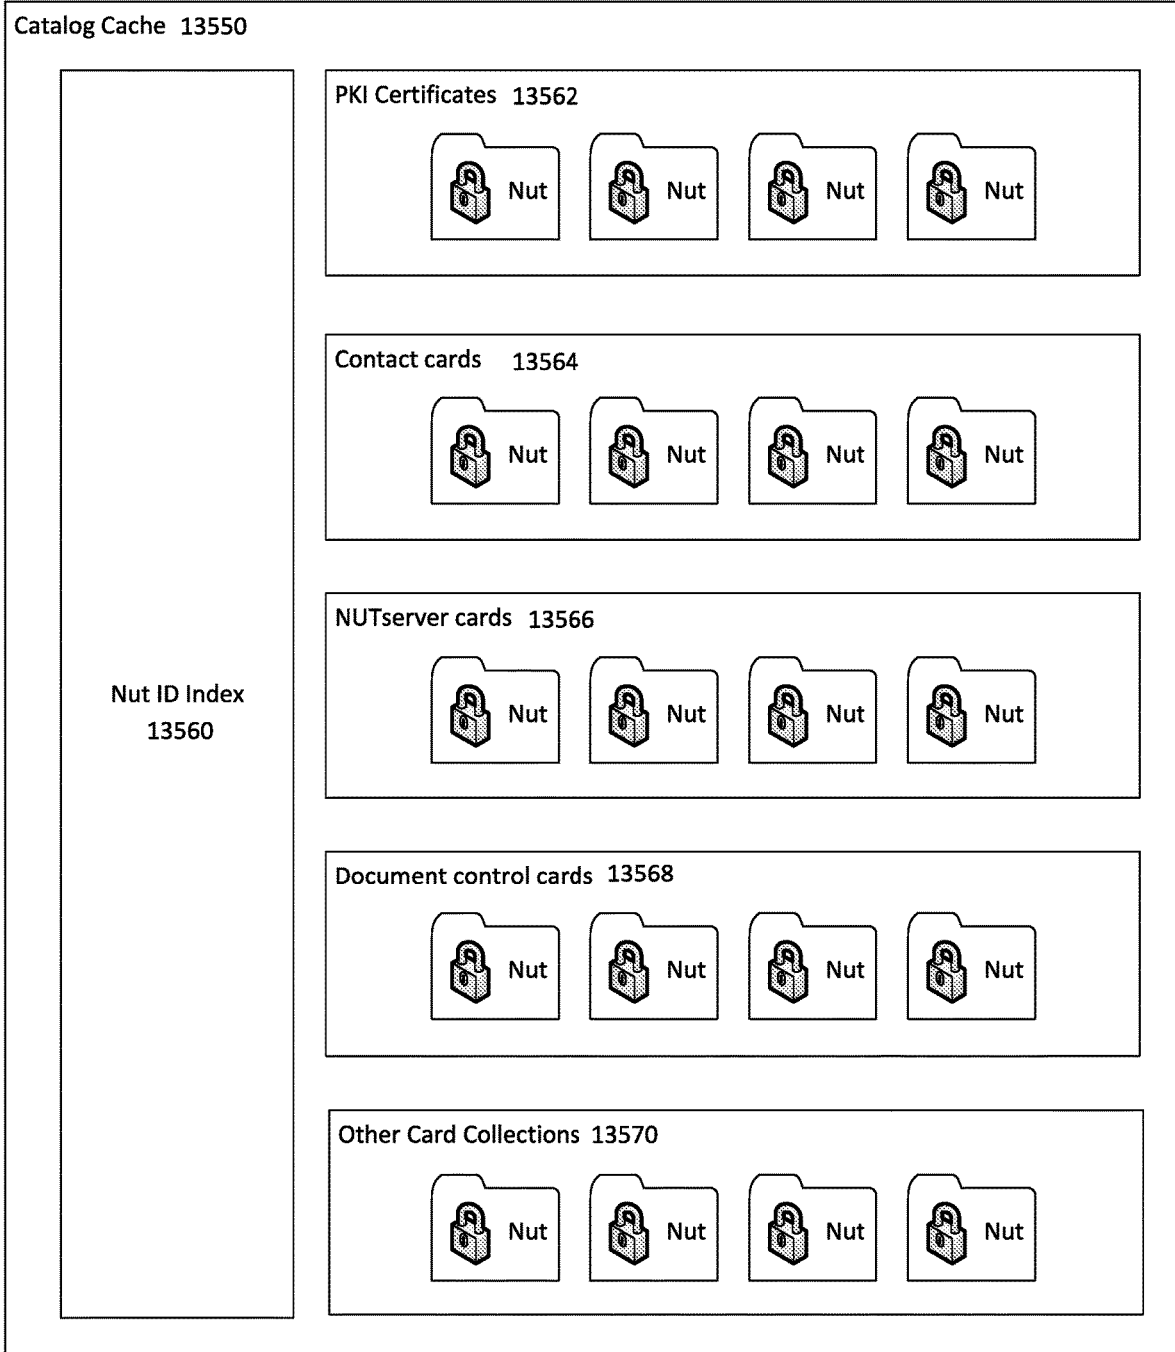 Catalog Cache 13550
Nut ID Index
13560
PKI Certificates 13562
Nut Nut Nut Nut
Contact cards 13564
Nut Nut Nut Nut
NUTserver cards 13566
Nut Nut Nut Nut
Document control cards 13568
Nut Nut Nut Nut
Other Card Collections 13570
Nut Nut Nut Nut